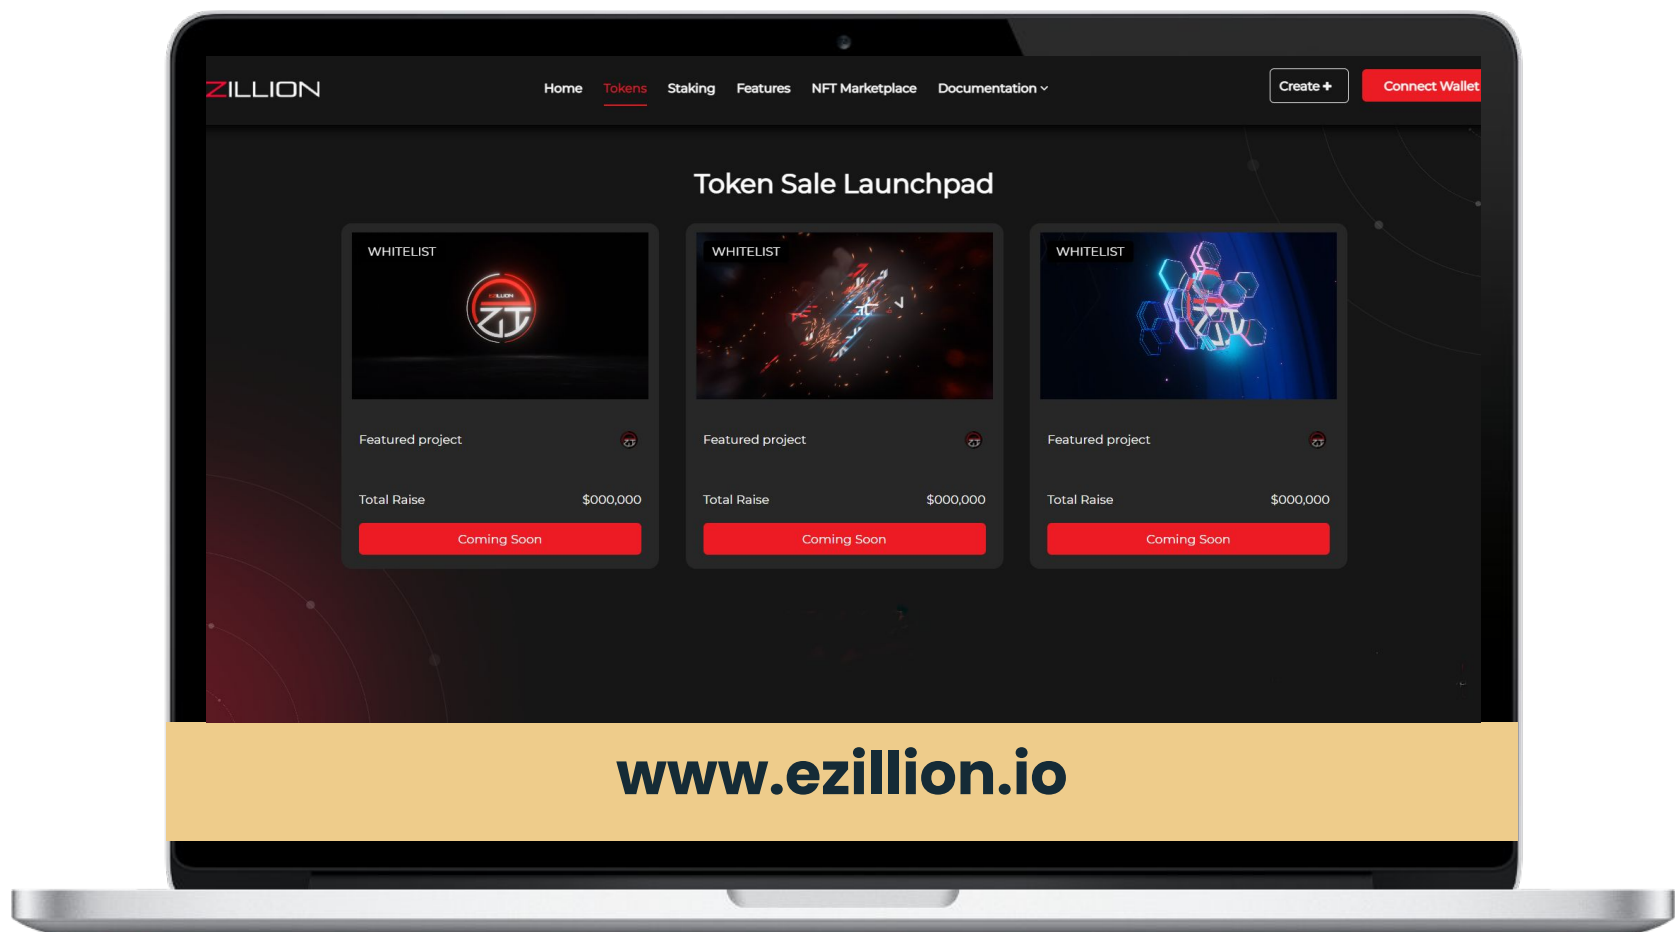 ZILLION
Home Tokens Staking Features NFT Marketplace Documentation
Create +
Connect Wallet
Token Sale Launchpad
WHITELIST WHITELIST WHITELIST
EZILLION
Featured project Featured project Featured project
Total Raise $000,000 Total Raise $000,000 Total Raise $000,000
Coming Soon Coming Soon Coming Soon
www.ezillion.io